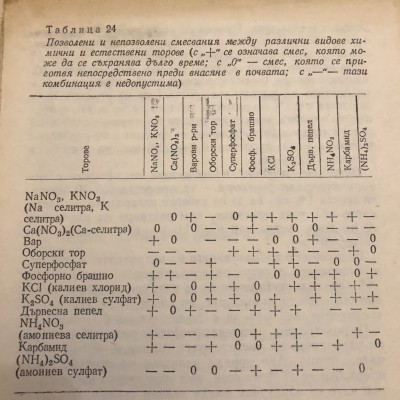 Таблица 24
Позволени и непозволени смесвания между различни видове хи-
мични и естествени торове (с „+“ се означава смес, която мо-
же да се съхранява дълго време; с „0“ — смес, която се при-
готвя непосредствено преди внасяне в почвата; с „—“— тази
комбинация е недопустима)
Торове
NaNO₃, KNO₃
Ca(NO₃)₂
Варови р-ри
Оборски тор
Суперфосфат
Фосф. брашно
KCl
K₂SO₄
Дърв. пепел
NH₄NO₃
Карбамид
(NH₄)₂SO₄
NaNO₃, KNO₃
(Na селитра, K
селитра)
Ca(NO₃)₂(Ca-селитра)
Вар
Оборски тор
Суперфосфат
Фосфорно брашно
KCl (калиев хлорид)
K₂SO₄ (калиев сулфат)
Дървесна пепел
NH₄NO₃
(амониева селитра)
Карбамид
(NH₄)₂SO₄
(амониев сулфат)